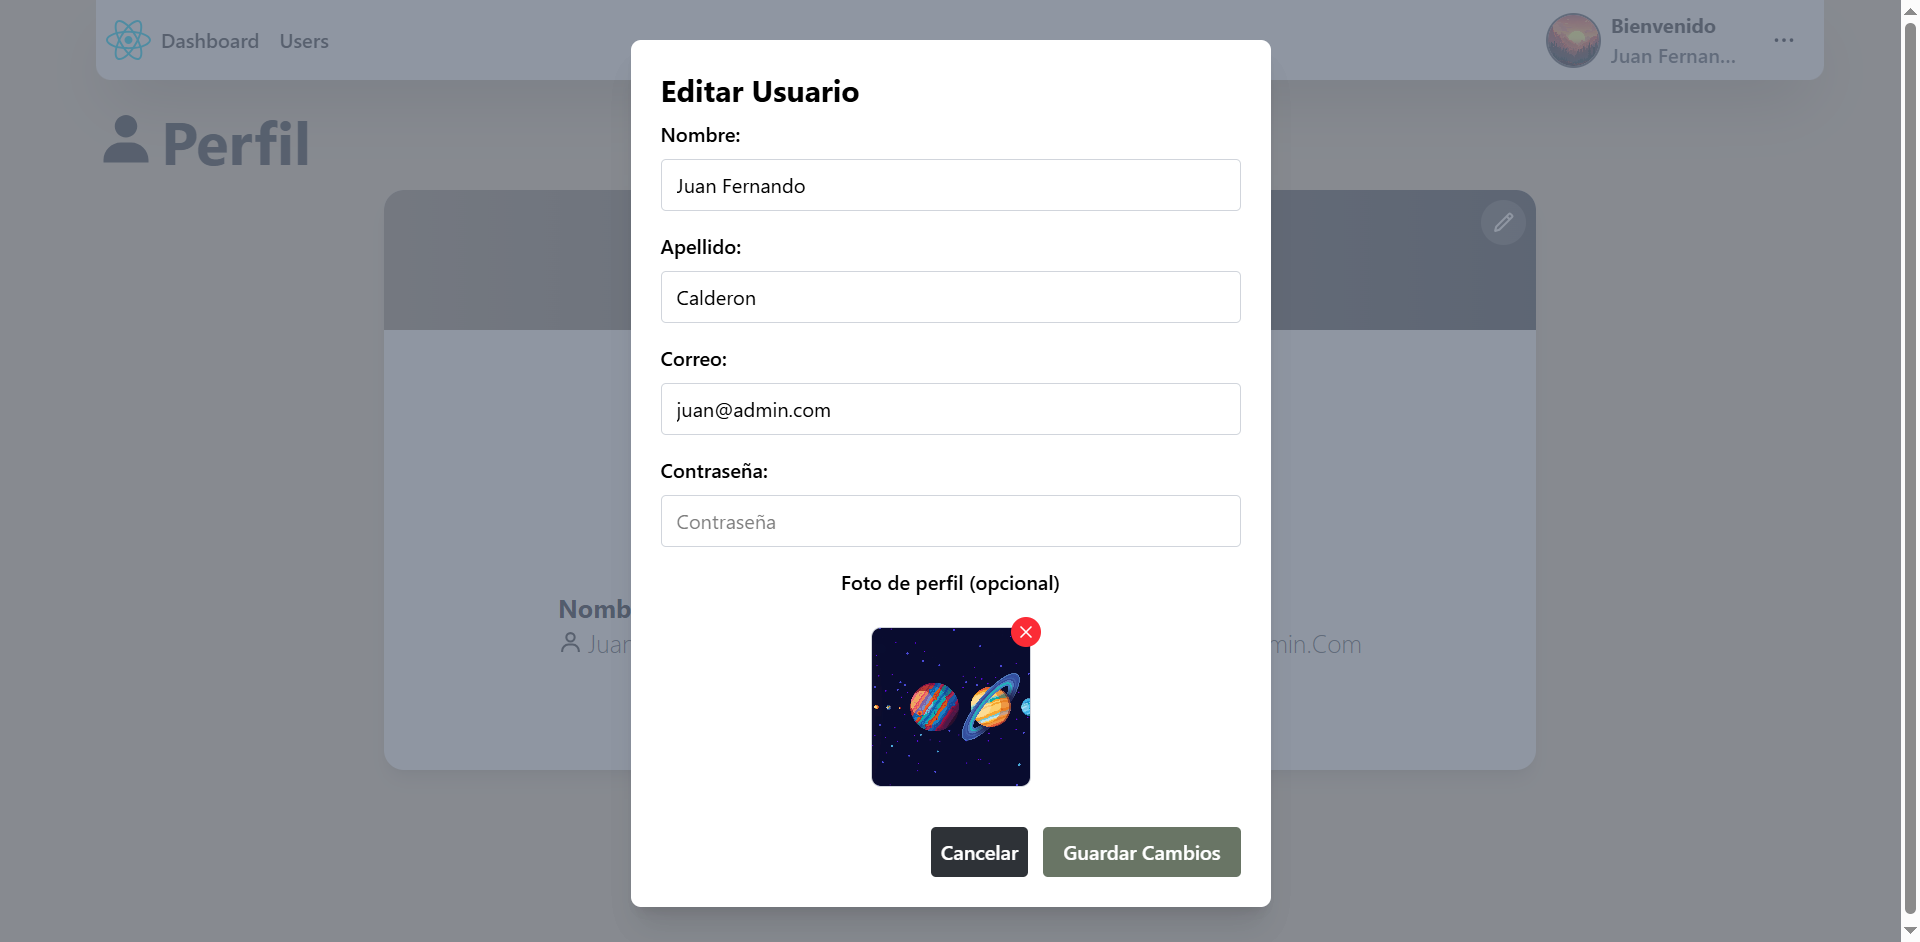 Dashboard Users
Bienvenido
Juan Fernan...
Perfil
Editar Usuario
Nombre:
Juan Fernando
Apellido:
Calderon
Correo:
juan@admin.com
Contraseña:
Contraseña
Foto de perfil (opcional)
Nomb
Juar
min.Com
Cancelar
Guardar Cambios